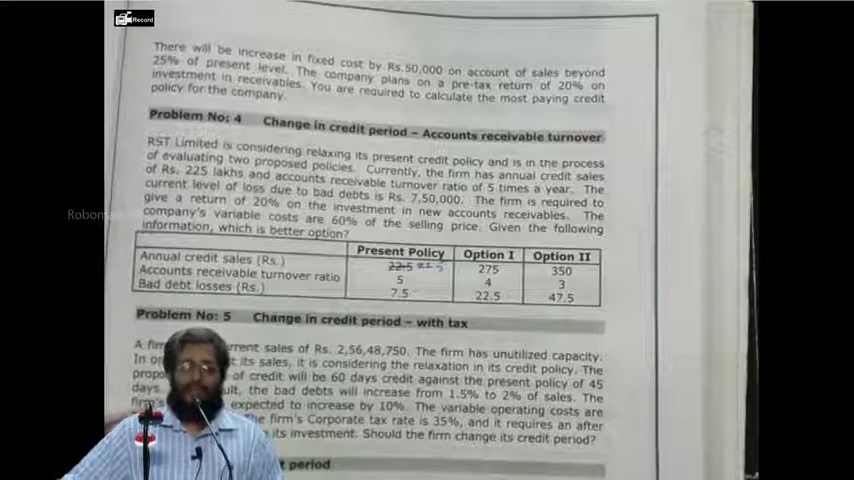 Record
There will be increase in fixed cost by Rs.50,000 on account of sales beyond
25% of present level. The company plans on a pre-tax return of 20% on
investment in receivables. You are required to calculate the most paying credit
policy for the company.
Problem No: 4 Change in credit period – Accounts receivable turnover
RST Limited is considering relaxing its present credit policy and is in the process
of evaluating two proposed policies. Currently, the firm has annual credit sales
of Rs. 225 lakhs and accounts receivable turnover ratio of 5 times a year. The
current level of loss due to bad debts is Rs. 7,50,000. The firm is required to
give a return of 20% on the investment in new accounts receivables. The
company's variable costs are 60% of the selling price. Given the following
information, which is better option?
Present Policy Option I Option II
Annual credit sales (Rs.) 22.5 275 350
Accounts receivable turnover ratio 5 4 3
Bad debt losses (Rs.) 7.5 22.5 47.5
Problem No: 5 Change in credit period – with tax
A firm rrent sales of Rs. 2,56,48,750. The firm has unutilized capacity.
In or t its sales, it is considering the relaxation in its credit policy. The
propo of credit will be 60 days credit against the present policy of 45
days. ult, the bad debts will increase from 1.5% to 2% of sales. The
firm's expected to increase by 10%. The variable operating costs are
he firm's Corporate tax rate is 35%, and it requires an after
its investment. Should the firm change its credit period?
t period